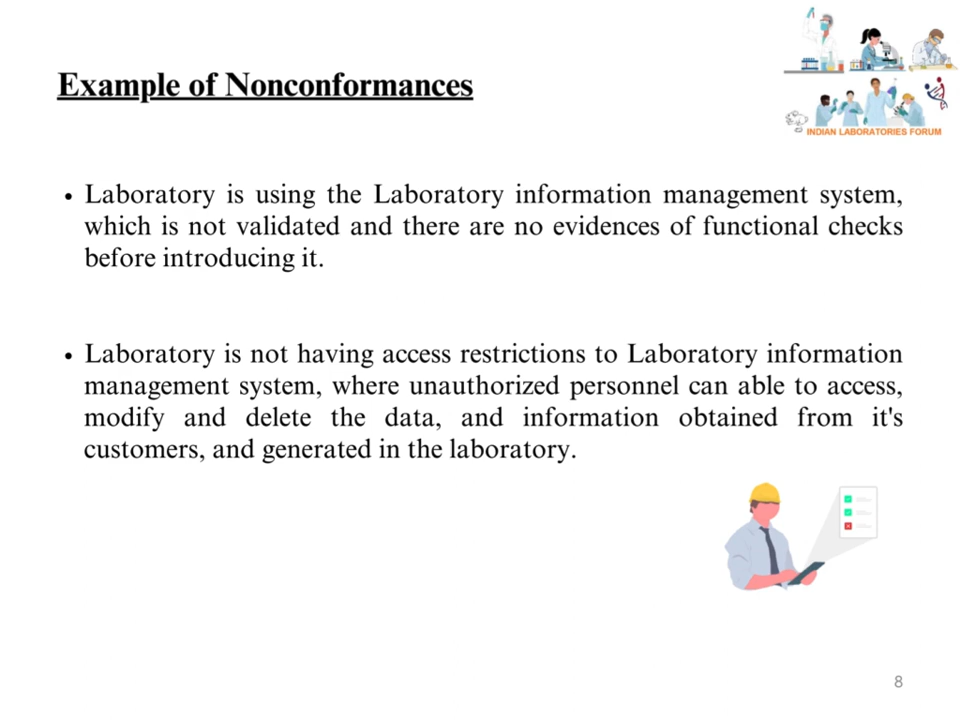 INDIAN LABORATORIES FORUM
Example of Nonconformances
• Laboratory is using the Laboratory information management system,
which is not validated and there are no evidences of functional checks
before introducing it.
• Laboratory is not having access restrictions to Laboratory information
management system, where unauthorized personnel can able to access,
modify and delete the data, and information obtained from it's
customers, and generated in the laboratory.
8